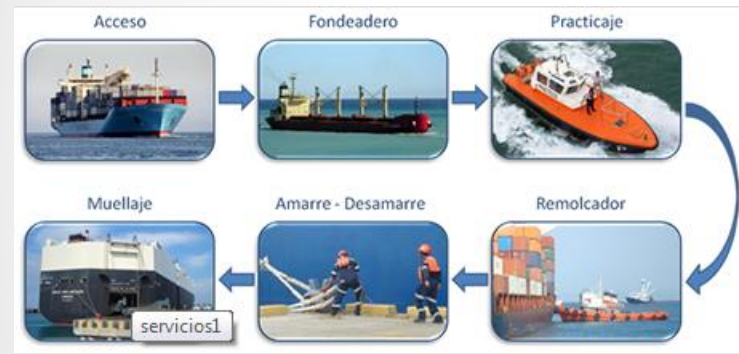 Acceso
Fondeadero
Practicaje
Muellaje
Amarre - Desamarre
Remolcador
servicios1